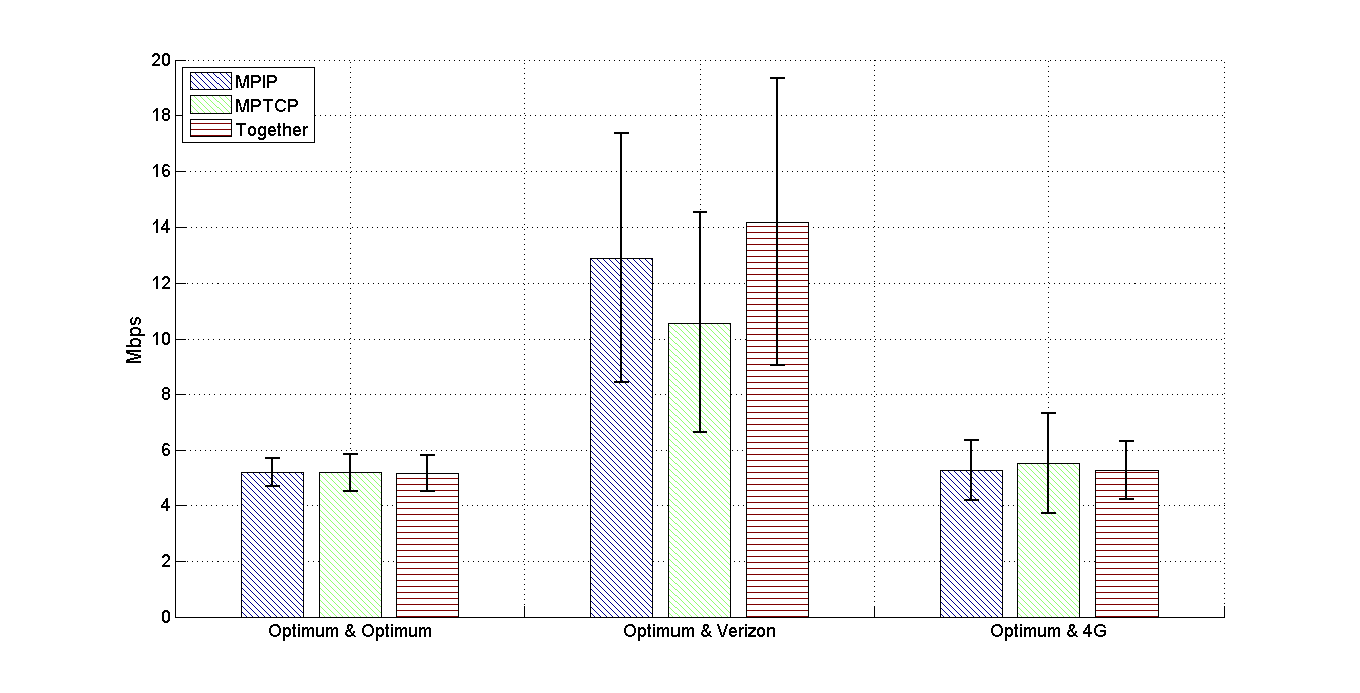 20
18
16
14
12
10
8
6
4
2
0
Mbps
MPIP
MPTCP
Together
Optimum & Optimum
Optimum & Verizon
Optimum & 4G